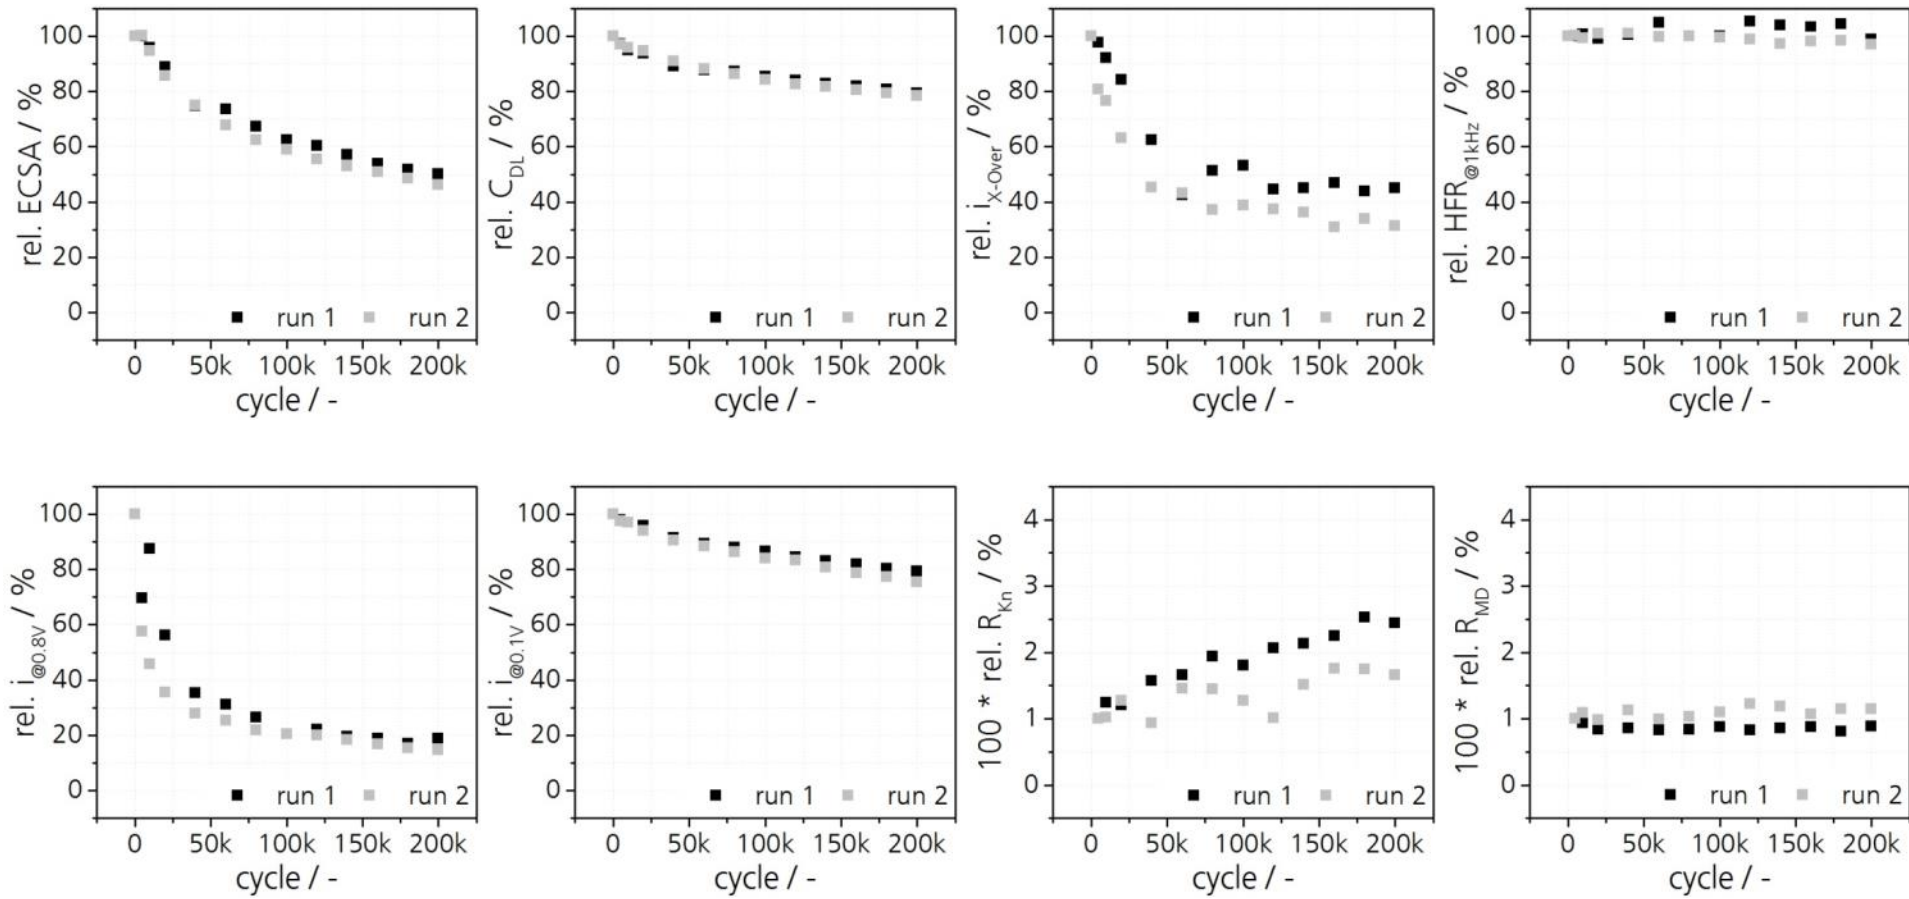 rel. ECSA / %
100
80
60
40
20
0
run 1 run 2
0 50k 100k 150k 200k
cycle / -
rel. C_DL / %
100
80
60
40
20
0
run 1 run 2
0 50k 100k 150k 200k
cycle / -
rel. i_X-Over / %
100
80
60
40
20
0
run 1 run 2
0 50k 100k 150k 200k
cycle / -
rel. HFR_@1kHz / %
100
80
60
40
20
0
run 1 run 2
0 50k 100k 150k 200k
cycle / -
rel. i_@0.8V / %
100
80
60
40
20
0
run 1 run 2
0 50k 100k 150k 200k
cycle / -
rel. i_@0.1V / %
100
80
60
40
20
0
run 1 run 2
0 50k 100k 150k 200k
cycle / -
100 * rel. R_Kn / %
4
3
2
1
0
run 1 run 2
0 50k 100k 150k 200k
cycle / -
100 * rel. R_MD / %
4
3
2
1
0
run 1 run 2
0 50k 100k 150k 200k
cycle / -